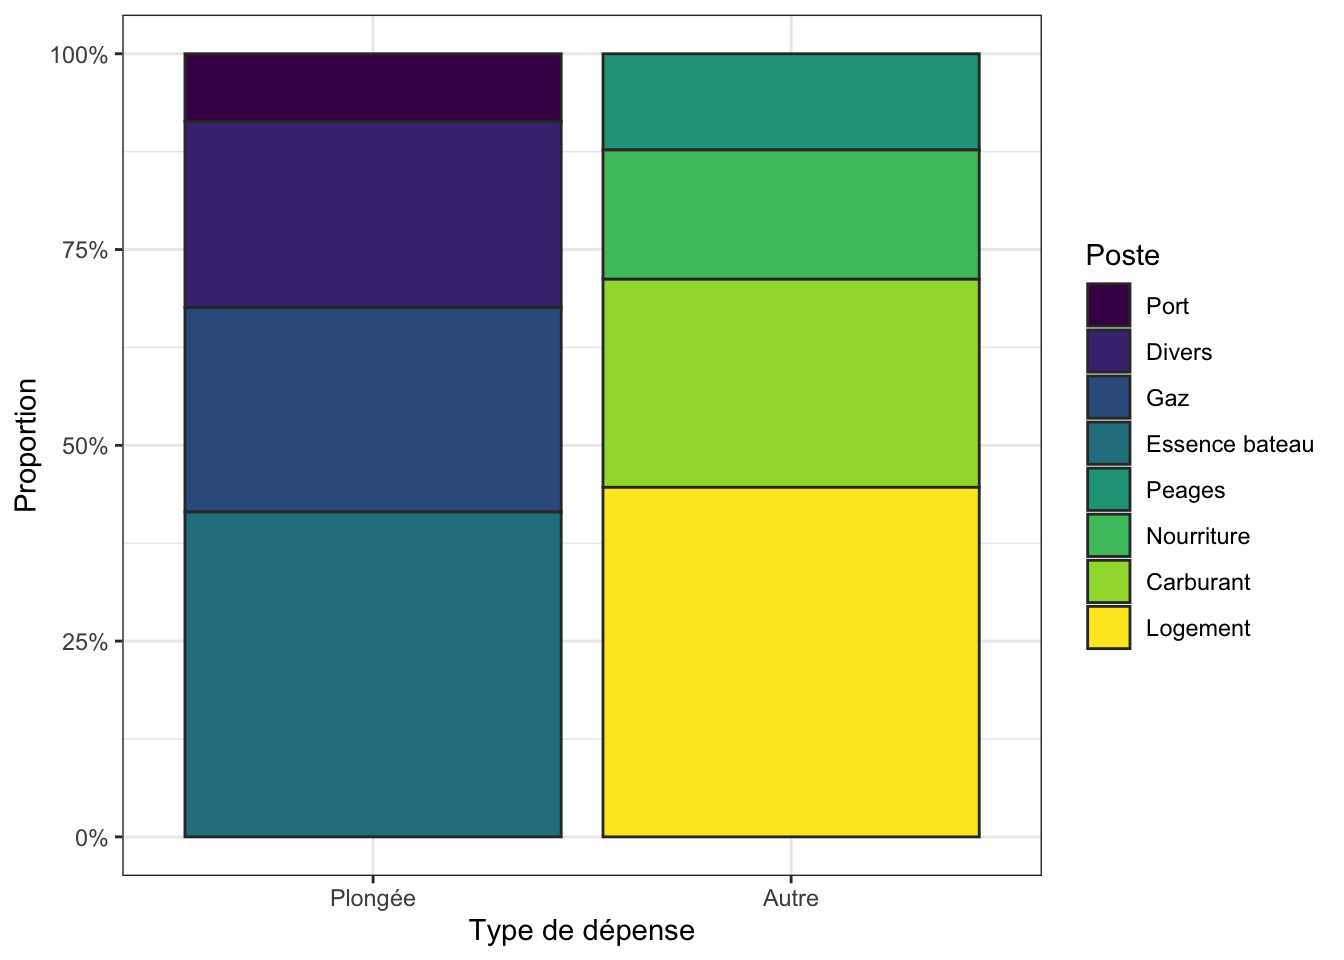 100%
75%
50%
25%
0%
Proportion
Plongée
Autre
Type de dépense
Poste
Port
Divers
Gaz
Essence bateau
Peages
Nourriture
Carburant
Logement